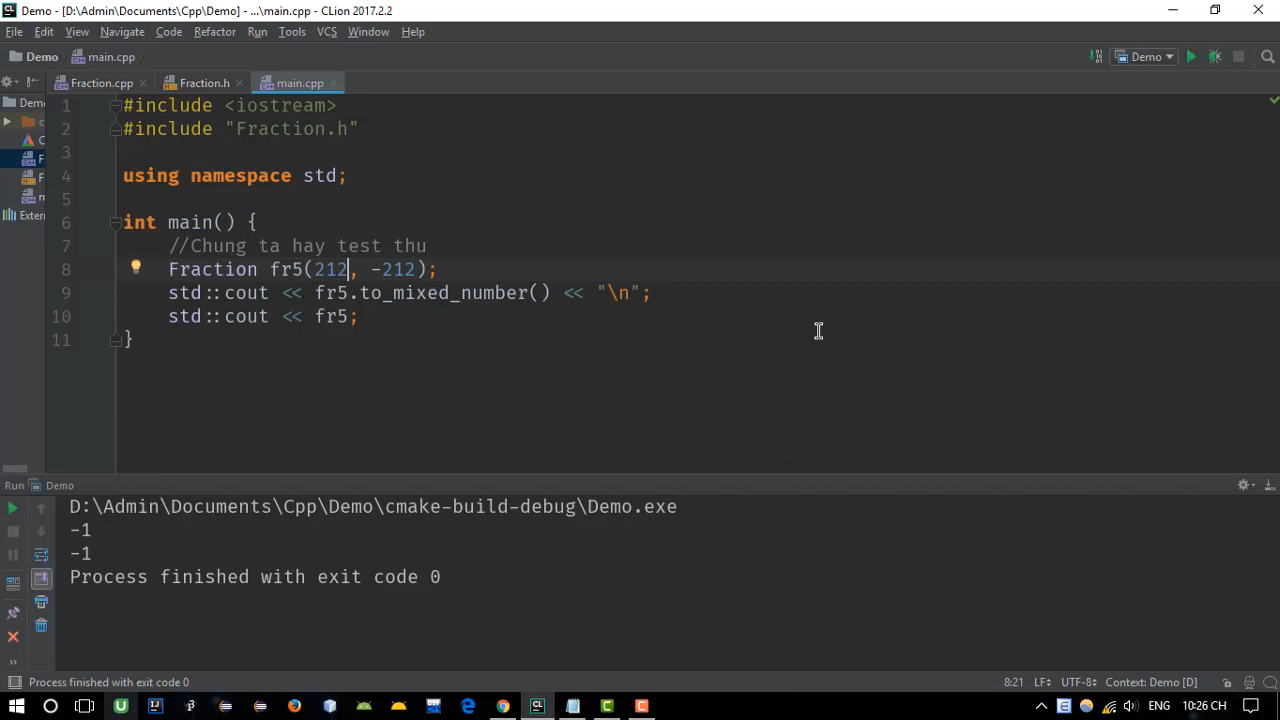 Demo - [D:\Admin\Documents\Cpp\Demo] - ...\main.cpp - CLion 2017.2.2
File Edit View Navigate Code Refactor Run Tools VCS Window Help
Demo main.cpp Demo
Fraction.cpp Fraction.h main.cpp
Demo
Extern
1 #include <iostream>
2 #include "Fraction.h"
3
4 using namespace std;
5
6 int main() {
7 //Chung ta hay test thu
8 Fraction fr5(212, -212);
9 std::cout << fr5.to_mixed_number() << "\n";
10 std::cout << fr5;
11 }
Run Demo
D:\Admin\Documents\Cpp\Demo\cmake-build-debug\Demo.exe
-1
-1
Process finished with exit code 0
Process finished with exit code 0 8:21 LF÷ UTF-8÷ Context: Demo [D]
ENG 10:26 CH